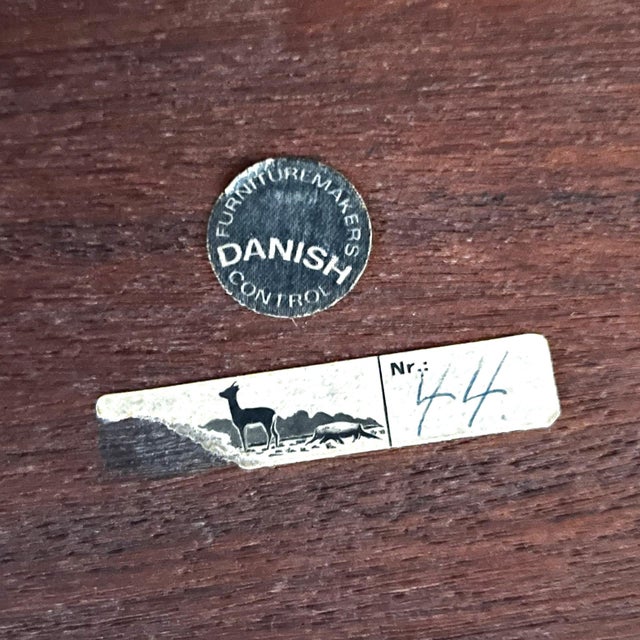 FURNITUREMAKERS
DANISH
CONTROL
Nr.: 44.